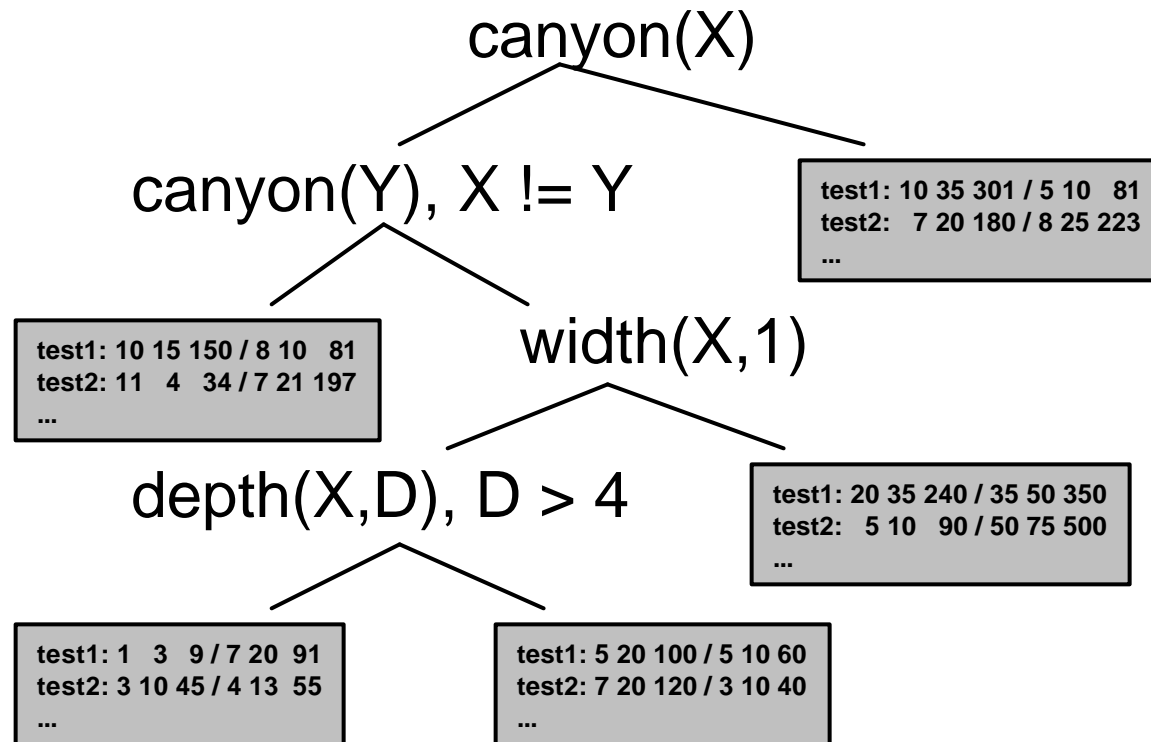 canyon(X)
canyon(Y), X != Y
test1: 10 35 301 / 5 10 81
test2: 7 20 180 / 8 25 223
...
test1: 10 15 150 / 8 10 81
test2: 11 4 34 / 7 21 197
...
width(X,1)
depth(X,D), D > 4
test1: 20 35 240 / 35 50 350
test2: 5 10 90 / 50 75 500
...
test1: 1 3 9 / 7 20 91
test2: 3 10 45 / 4 13 55
...
test1: 5 20 100 / 5 10 60
test2: 7 20 120 / 3 10 40
...